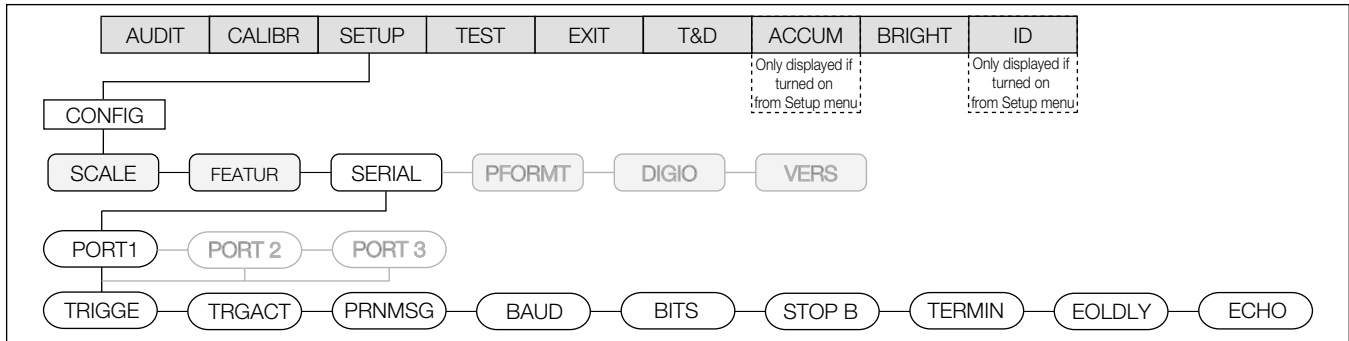 AUDIT CALIBR SETUP TEST EXIT T&D ACCUM BRIGHT ID
Only displayed if
turned on
from Setup menu
Only displayed if
turned on
from Setup menu
CONFIG
SCALE FEATUR SERIAL PFORMT DIGIO VERS
PORT1 PORT 2 PORT 3
TRIGGE TRGACT PRNMSG BAUD BITS STOP B TERMIN EOLDLY ECHO